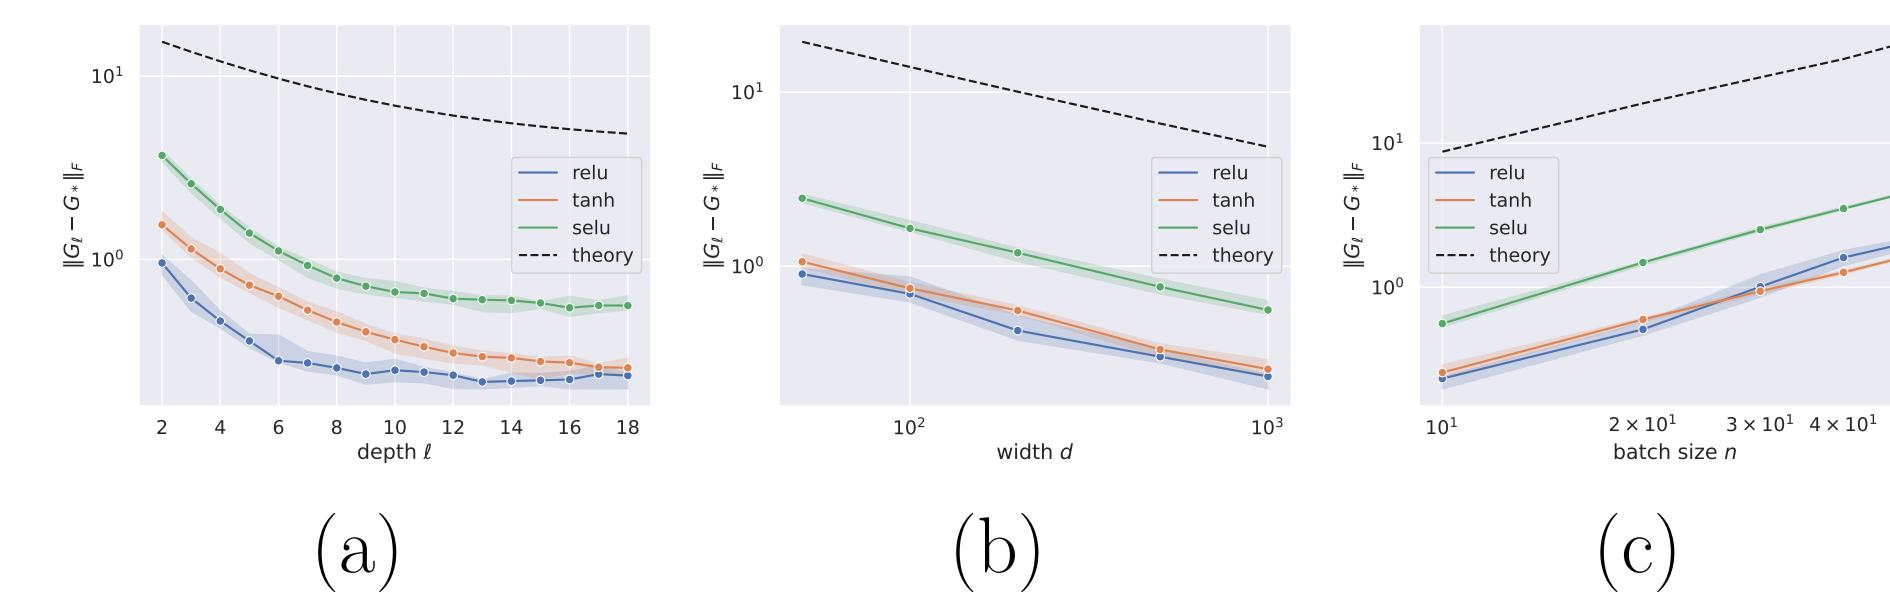 10¹
10⁰
‖G_ℓ − G_*‖_F
relu
tanh
selu
theory
2 4 6 8 10 12 14 16 18
depth ℓ
(a)
10¹
10⁰
‖G_ℓ − G_*‖_F
relu
tanh
selu
theory
10² 10³
width d
(b)
10¹
10⁰
‖G_ℓ − G_*‖_F
relu
tanh
selu
theory
10¹ 2 × 10¹ 3 × 10¹ 4 × 10¹
batch size n
(c)